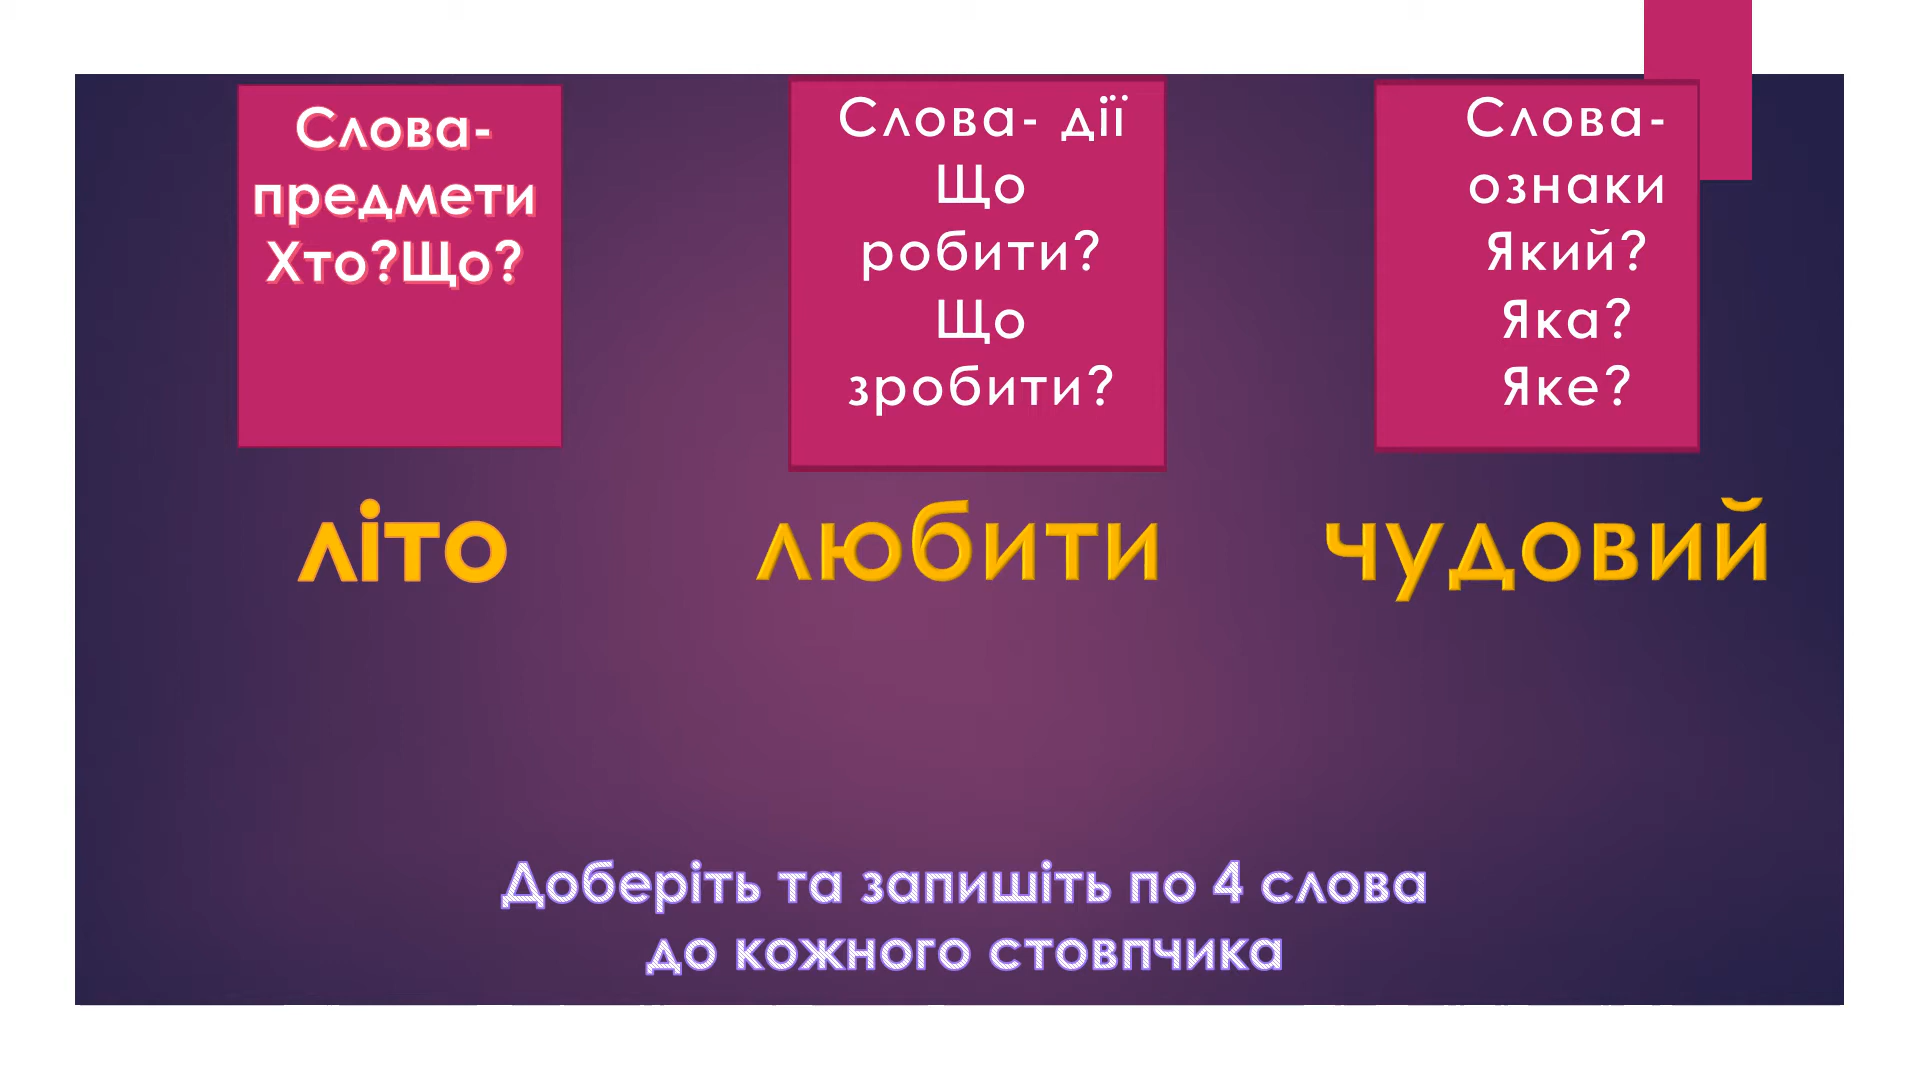 Слова-
предмети
Хто?Що?
Слова- дії
Що
робити?
Що
зробити?
Слова-
ознаки
Який?
Яка?
Яке?
літо
любити
чудовий
Доберіть та запишіть по 4 слова
до кожного стовпчика